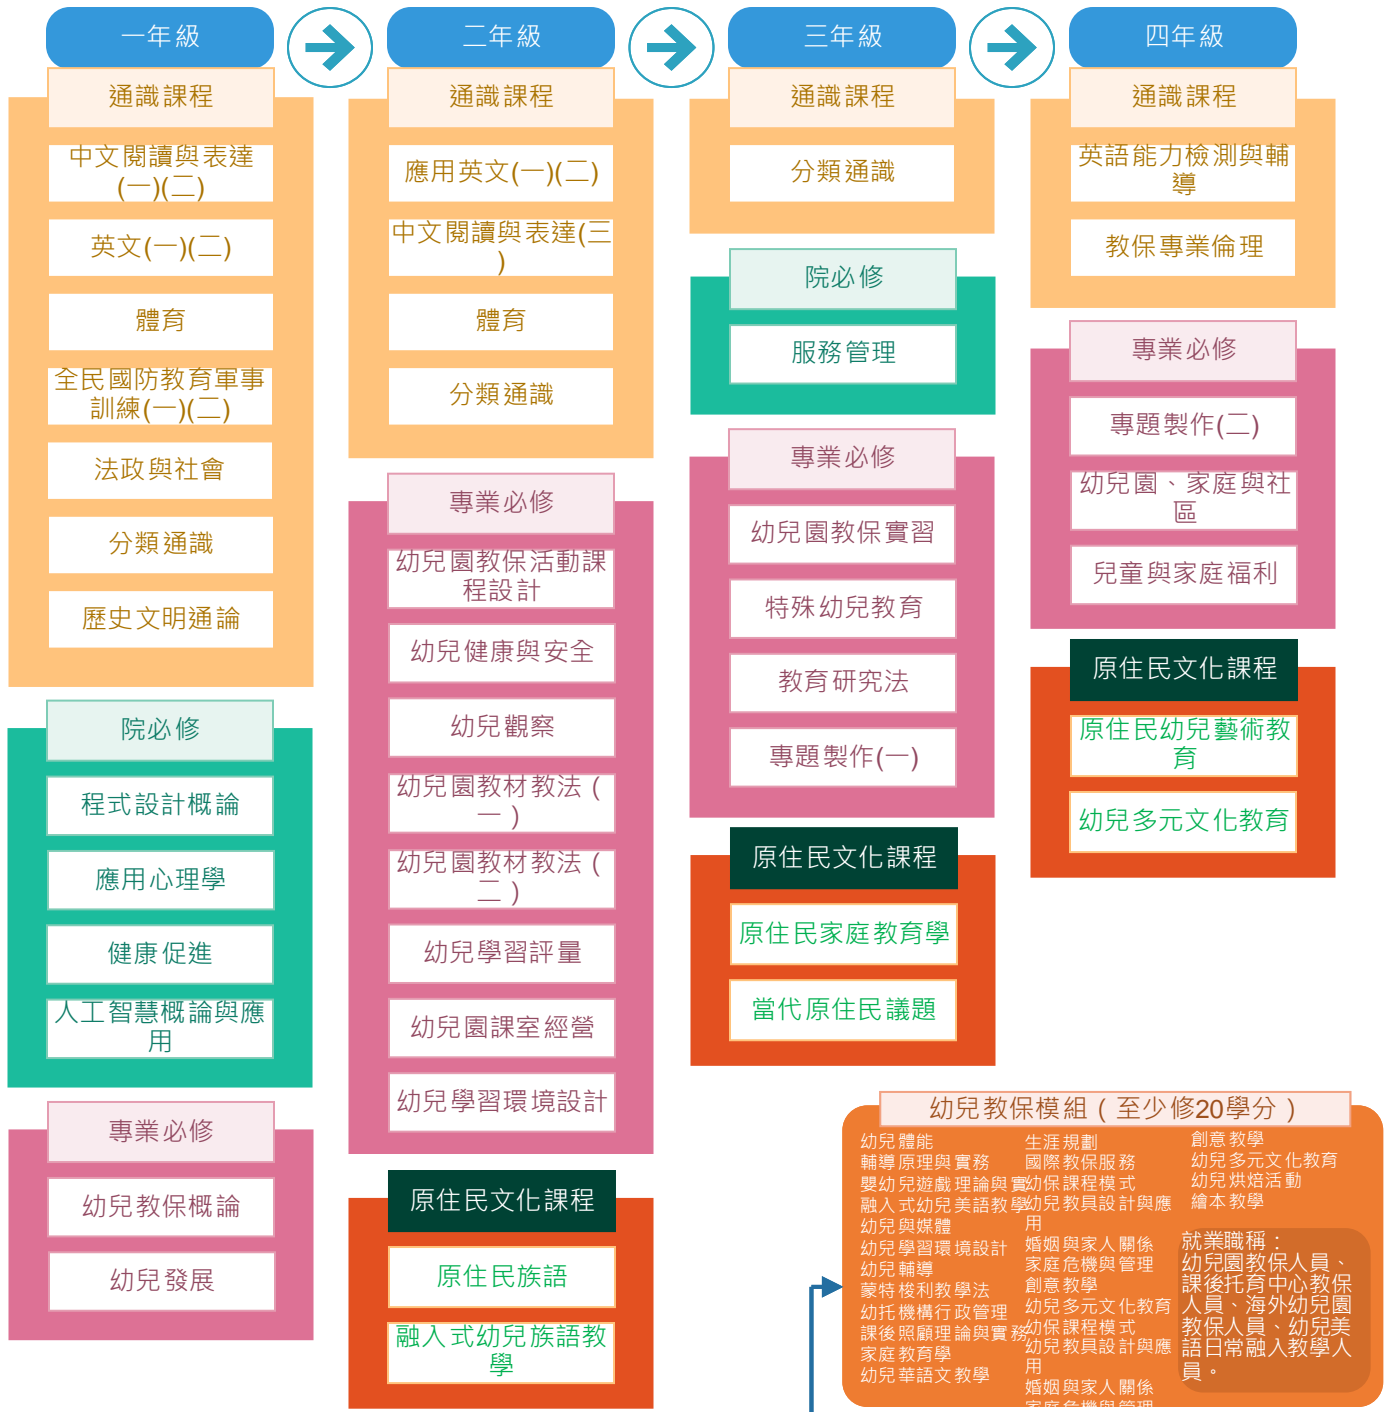 一年級
通識課程
中文閱讀與表達
(一)(二)
英文(一)(二)
體育
全民國防教育軍事
訓練(一)(二)
法政與社會
分類通識
歷史文明通論
院必修
程式設計概論
應用心理學
健康促進
人工智慧概論與應
用
專業必修
幼兒教保概論
幼兒發展
二年級
通識課程
應用英文(一)(二)
中文閱讀與表達(三
)
體育
分類通識
專業必修
幼兒園教保活動課
程設計
幼兒健康與安全
幼兒觀察
幼兒園教材教法(
一)
幼兒園教材教法(
二)
幼兒學習評量
幼兒園課室經營
幼兒學習環境設計
原住民文化課程
原住民族語
融入式幼兒族語教
學
三年級
通識課程
分類通識
院必修
服務管理
專業必修
幼兒園教保實習
特殊幼兒教育
教育研究法
專題製作(一)
原住民文化課程
原住民家庭教育學
當代原住民議題
四年級
通識課程
英語能力檢測與輔
導
教保專業倫理
專業必修
專題製作(二)
幼兒園、家庭與社
區
兒童與家庭福利
原住民文化課程
原住民幼兒藝術教
育
幼兒多元文化教育
幼兒教保模組(至少修20學分)
幼兒體能
輔導原理與實務
嬰幼兒遊戲理論與實
融入式幼兒美語教學
幼兒與媒體
幼兒學習環境設計
幼兒輔導
蒙特梭利教學法
幼托機構行政管理
課後照顧理論與實務
家庭教育學
幼兒華語文教學
生涯規劃
國際教保服務
幼保課程模式
幼兒教具設計與應
用
婚姻與家人關係
家庭危機與管理
創意教學
幼兒多元文化教育
幼保課程模式
幼兒教具設計與應
用
婚姻與家人關係
家庭危機與管理
創意教學
幼兒多元文化教育
幼兒烘焙活動
繪本教學
就業職稱：
幼兒園教保人員、
課後托育中心教保
人員、海外幼兒園
教保人員、幼兒美
語日常融入教學人
員。